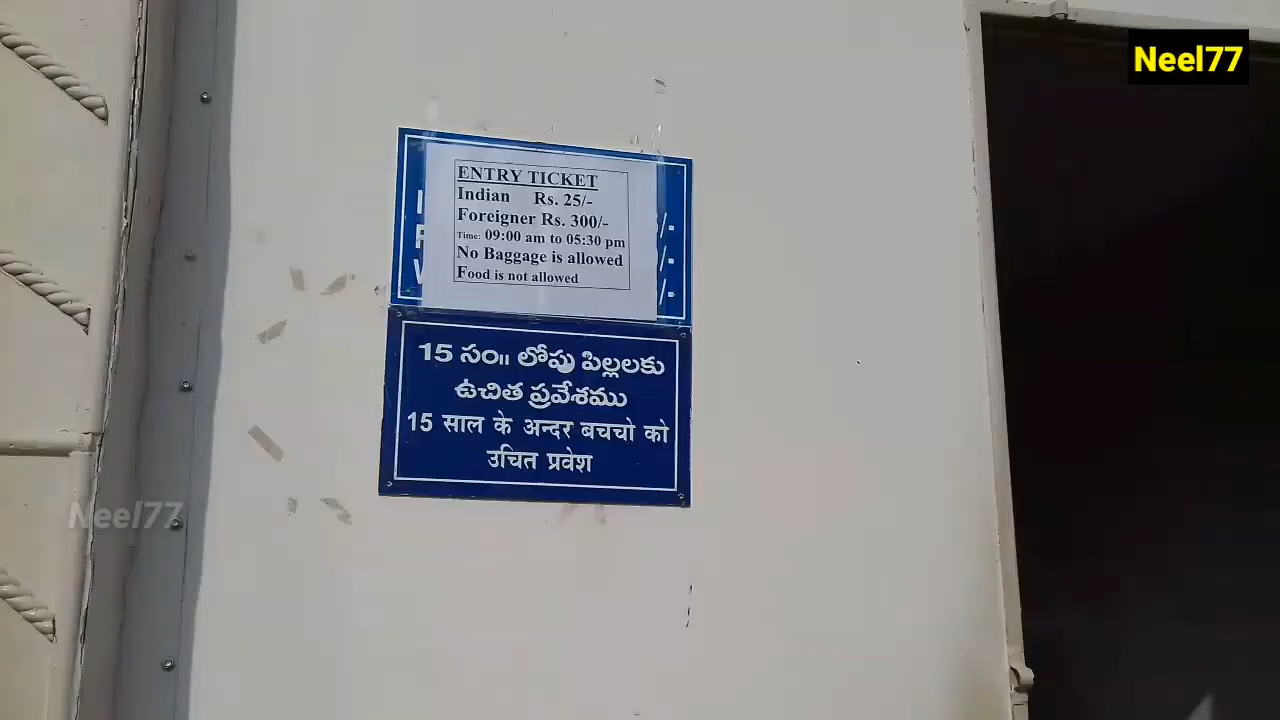 Neel77
ENTRY TICKET
Indian Rs. 25/-
Foreigner Rs. 300/-
Time: 09:00 am to 05:30 pm
No Baggage is allowed
Food is not allowed
15 సం॥ లోపు పిల్లలకు
ఉచిత ప్రవేశము
15 साल के अन्दर बचचो को
उचित प्रवेश
Neel77